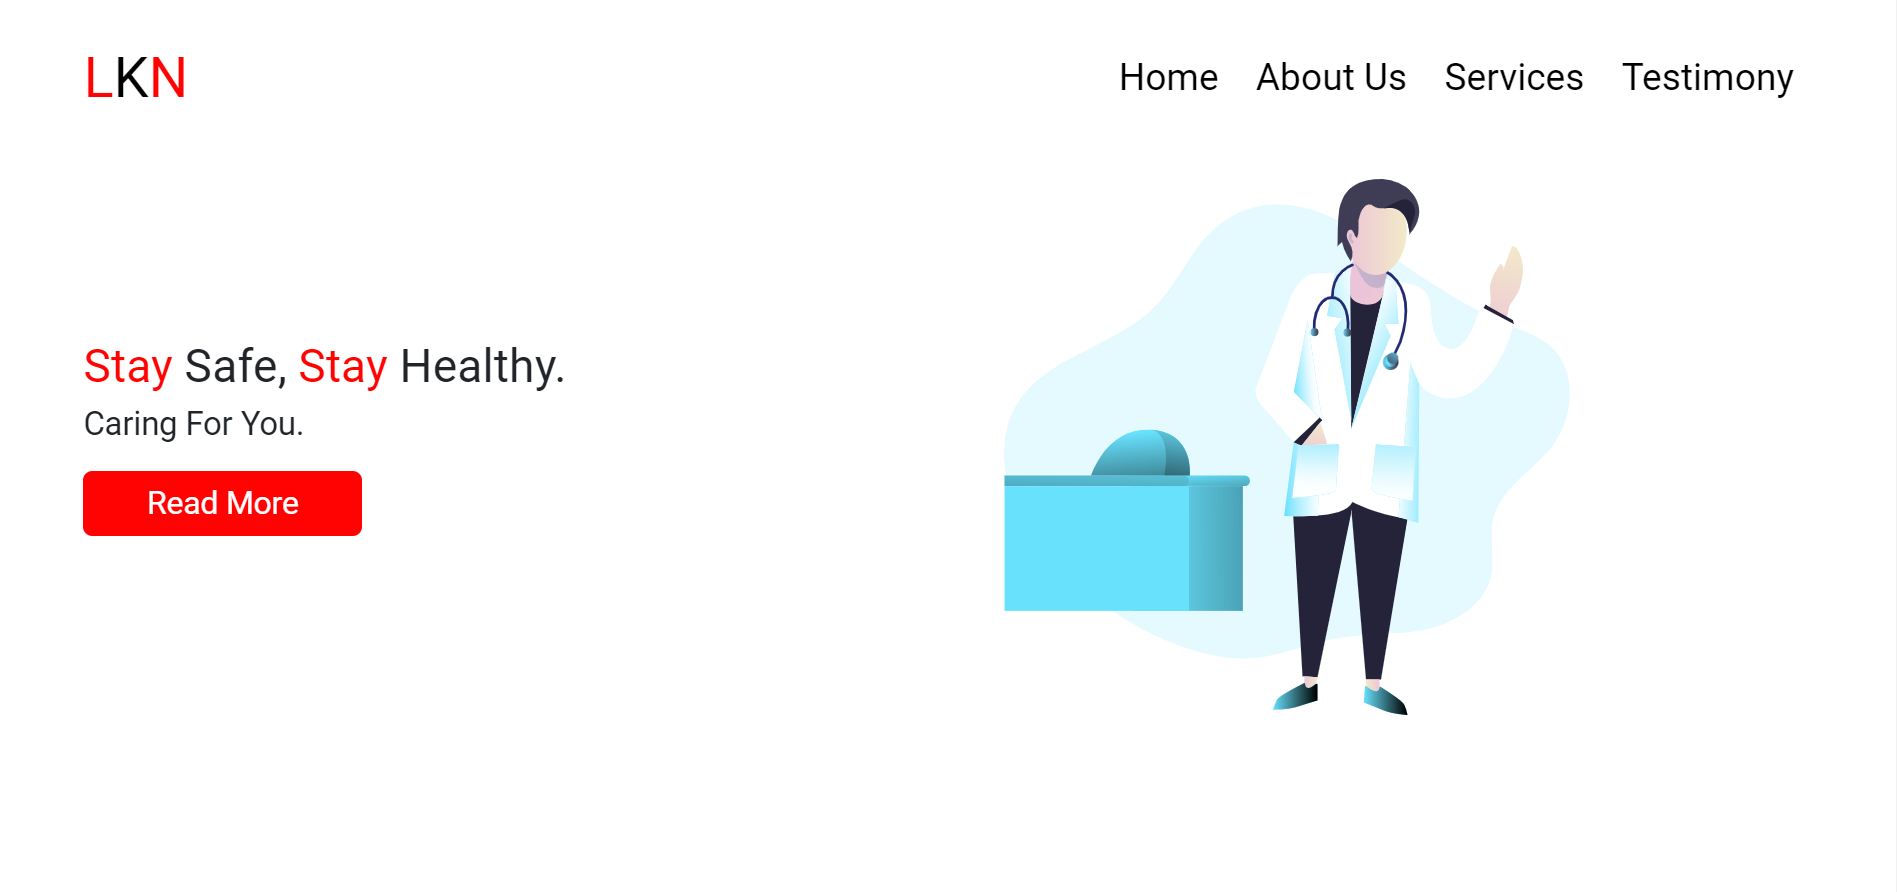 LKN
Home About Us Services Testimony
Stay Safe, Stay Healthy.
Caring For You.
Read More